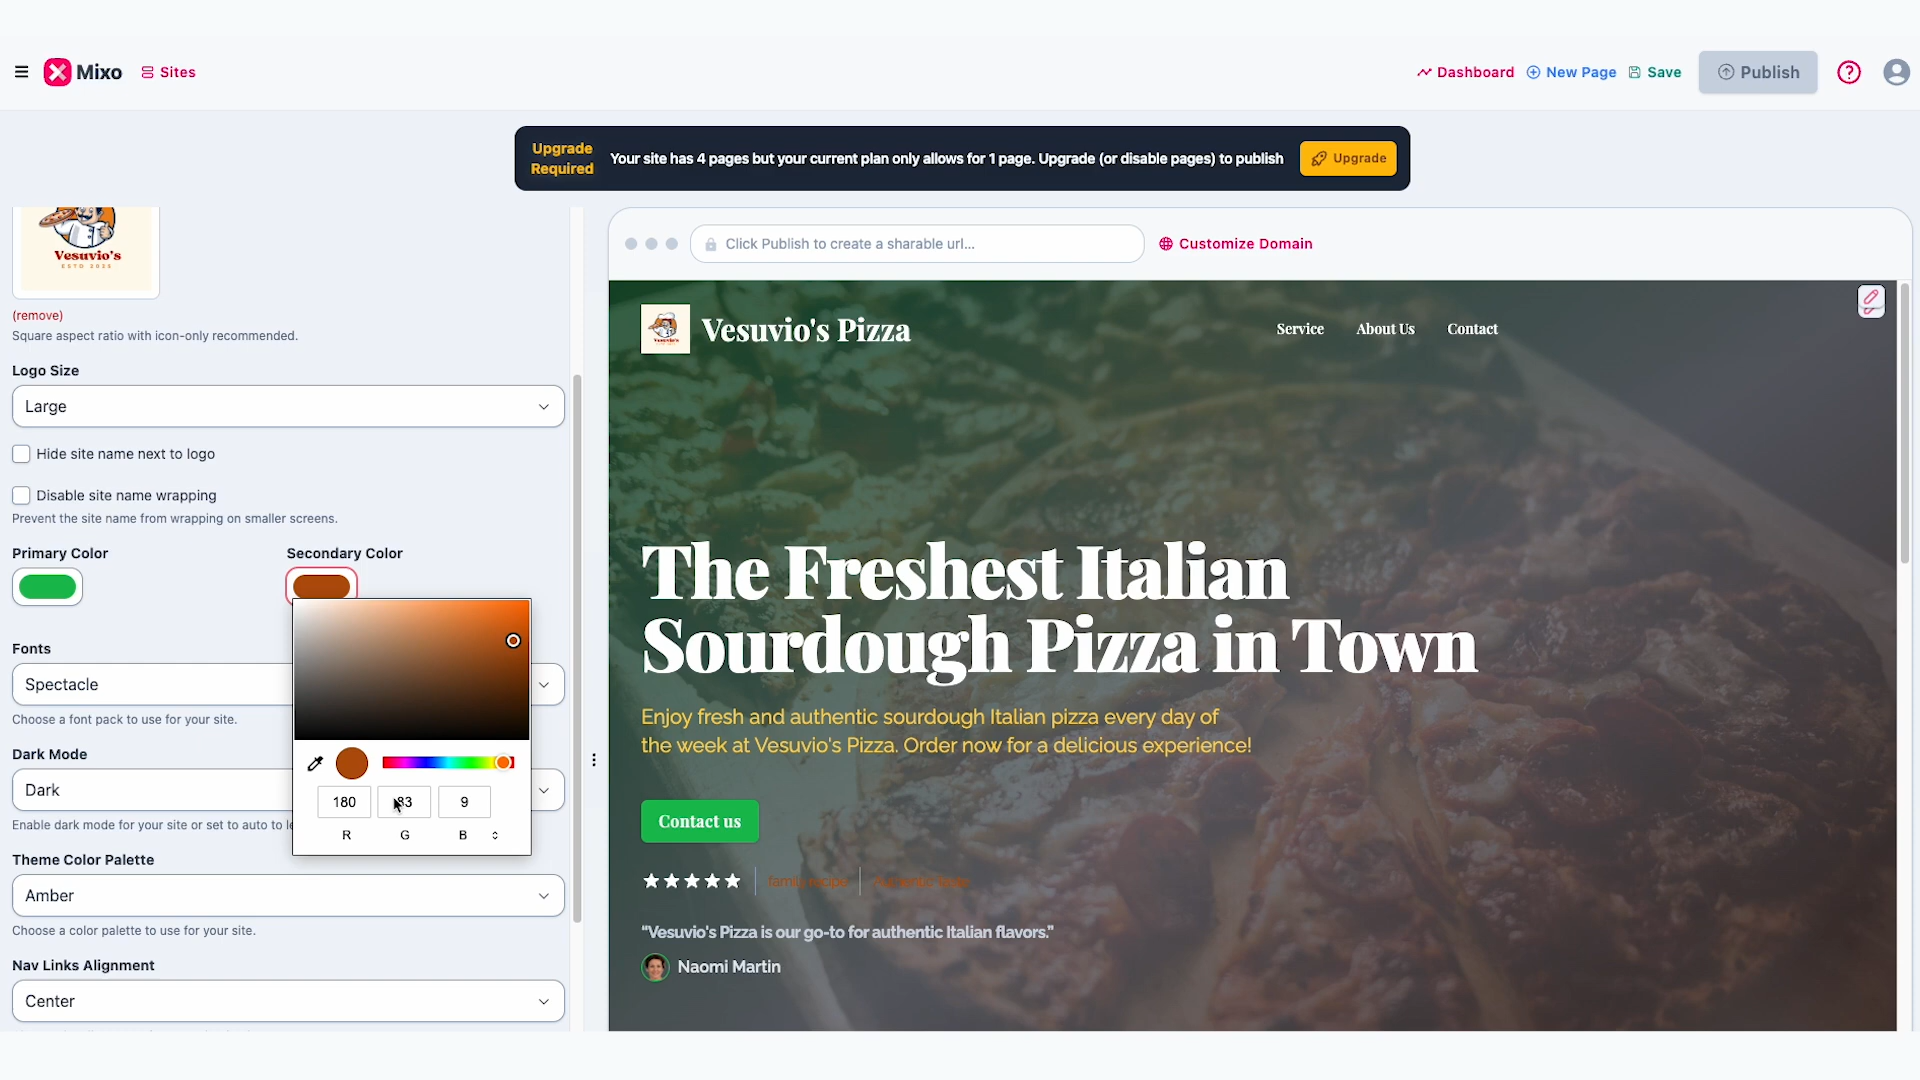 Mixo
Sites
Dashboard
New Page
Save
Publish
Upgrade
Required
Your site has 4 pages but your current plan only allows for 1 page. Upgrade (or disable pages) to publish
Upgrade
Vesuvio's
(remove)
Square aspect ratio with icon-only recommended.
Logo Size
Large
Hide site name next to logo
Disable site name wrapping
Prevent the site name from wrapping on smaller screens.
Primary Color
Secondary Color
Fonts
Spectacle
Choose a font pack to use for your site.
Dark Mode
Dark
Enable dark mode for your site or set to auto to
180
9
R
G
B
Theme Color Palette
Amber
Choose a color palette to use for your site.
Nav Links Alignment
Center
Click Publish to create a sharable url...
Customize Domain
Vesuvio's
Vesuvio's Pizza
Service
About Us
Contact
The Freshest Italian
Sourdough Pizza in Town
Enjoy fresh and authentic sourdough Italian pizza every day of
the week at Vesuvio's Pizza. Order now for a delicious experience!
Contact us
family recipe
“Vesuvio's Pizza is our go-to for authentic Italian flavors.”
Naomi Martin